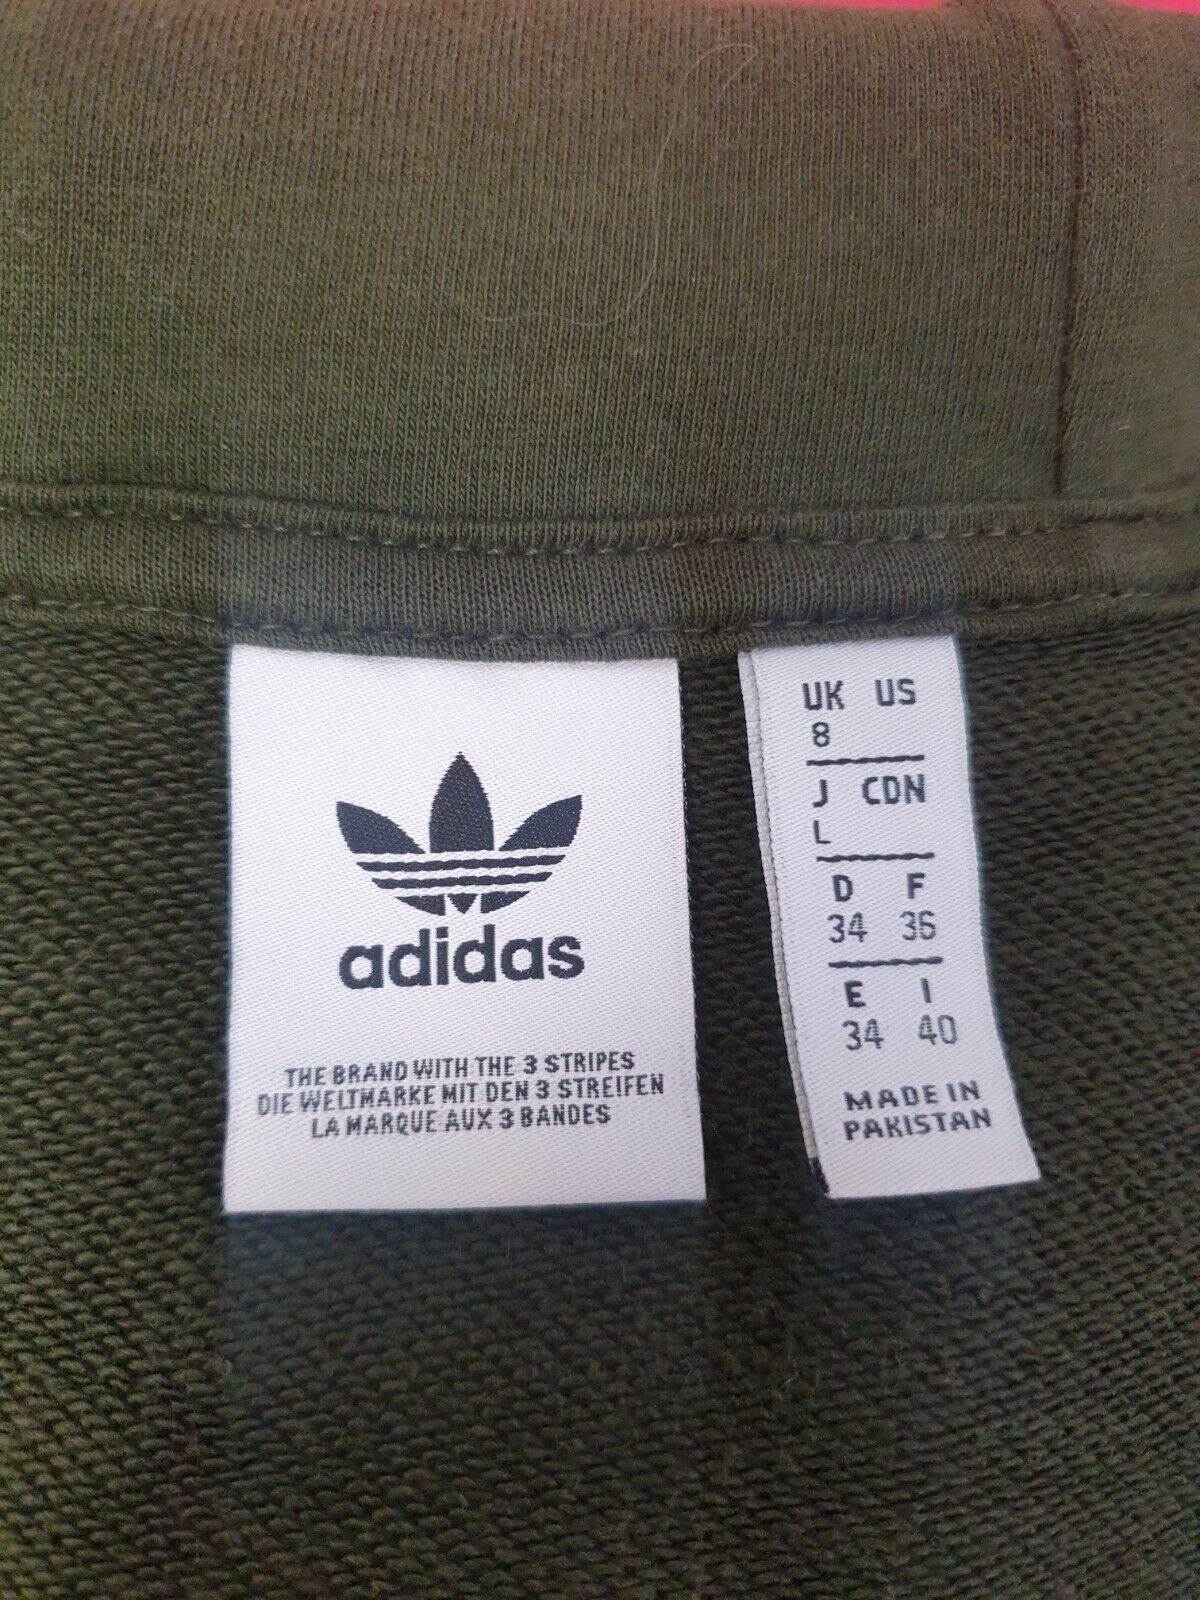 adidas
THE BRAND WITH THE 3 STRIPES
DIE WELTMARKE MIT DEN 3 STREIFEN
LA MARQUE AUX 3 BANDES
UK US
8
J CDN
L
D F
34 36
E I
34 40
MADE IN
PAKISTAN